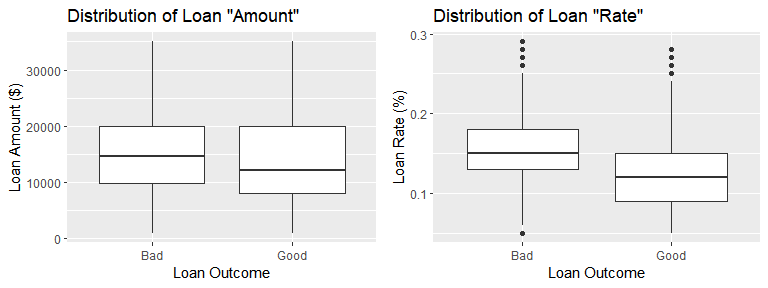 Distribution of Loan "Amount"
Loan Amount ($)
30000
20000
10000
0
Bad
Good
Loan Outcome
Distribution of Loan "Rate"
Loan Rate (%)
0.3
0.2
0.1
Bad
Good
Loan Outcome